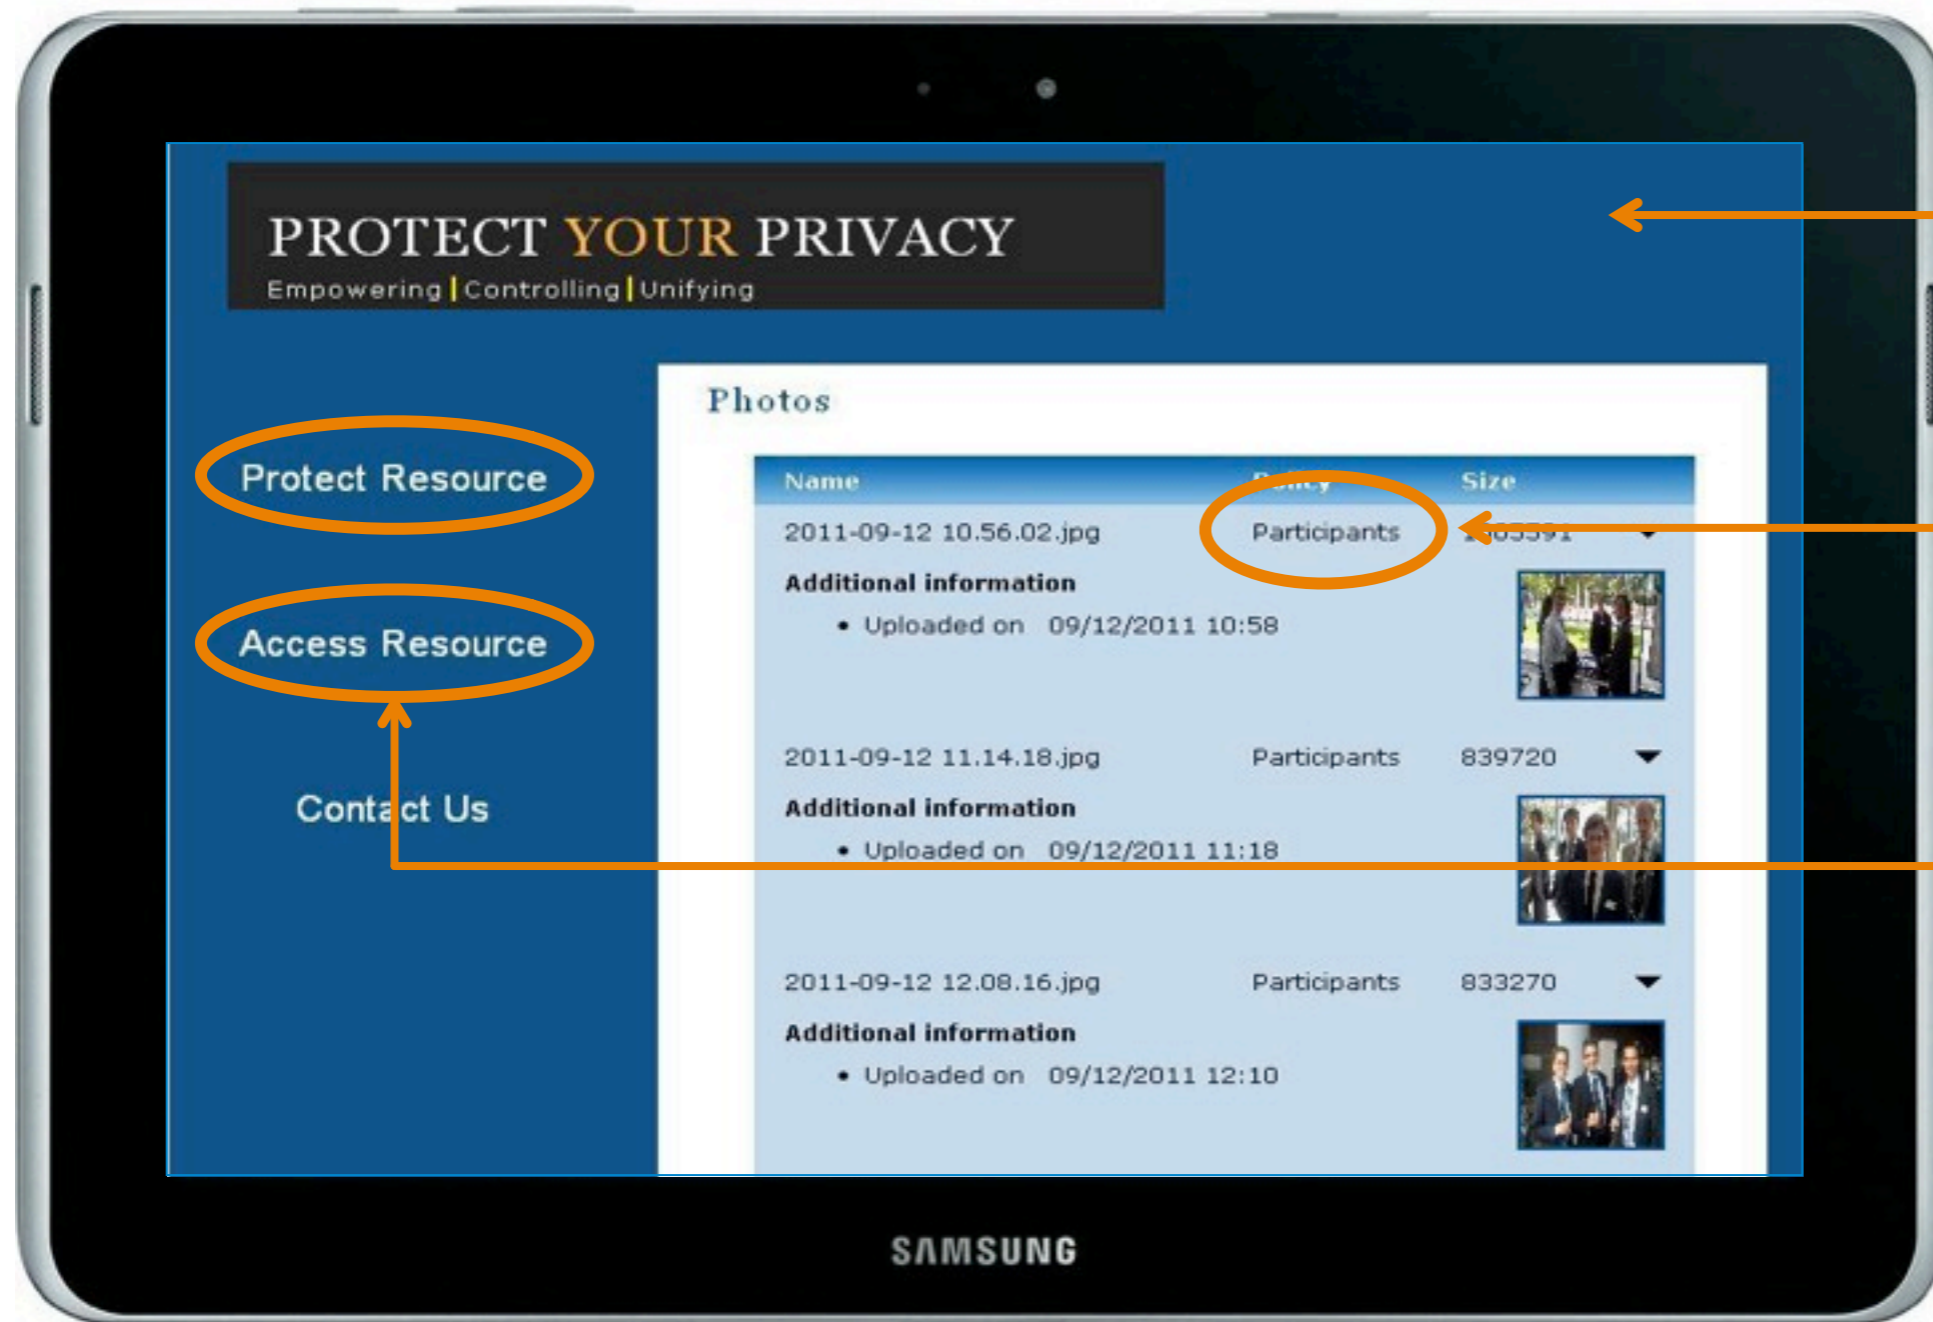 PROTECT YOUR PRIVACY
Empowering|Controlling|Unifying
Protect Resource
Access Resource
Contact Us
Photos
Name Policy Size
2011-09-12 10.56.02.jpg Participants
Additional information
• Uploaded on 09/12/2011 10:58
2011-09-12 11.14.18.jpg Participants 839720
Additional information
• Uploaded on 09/12/2011 11:18
2011-09-12 12.08.16.jpg Participants 833270
Additional information
• Uploaded on 09/12/2011 12:10
SAMSUNG